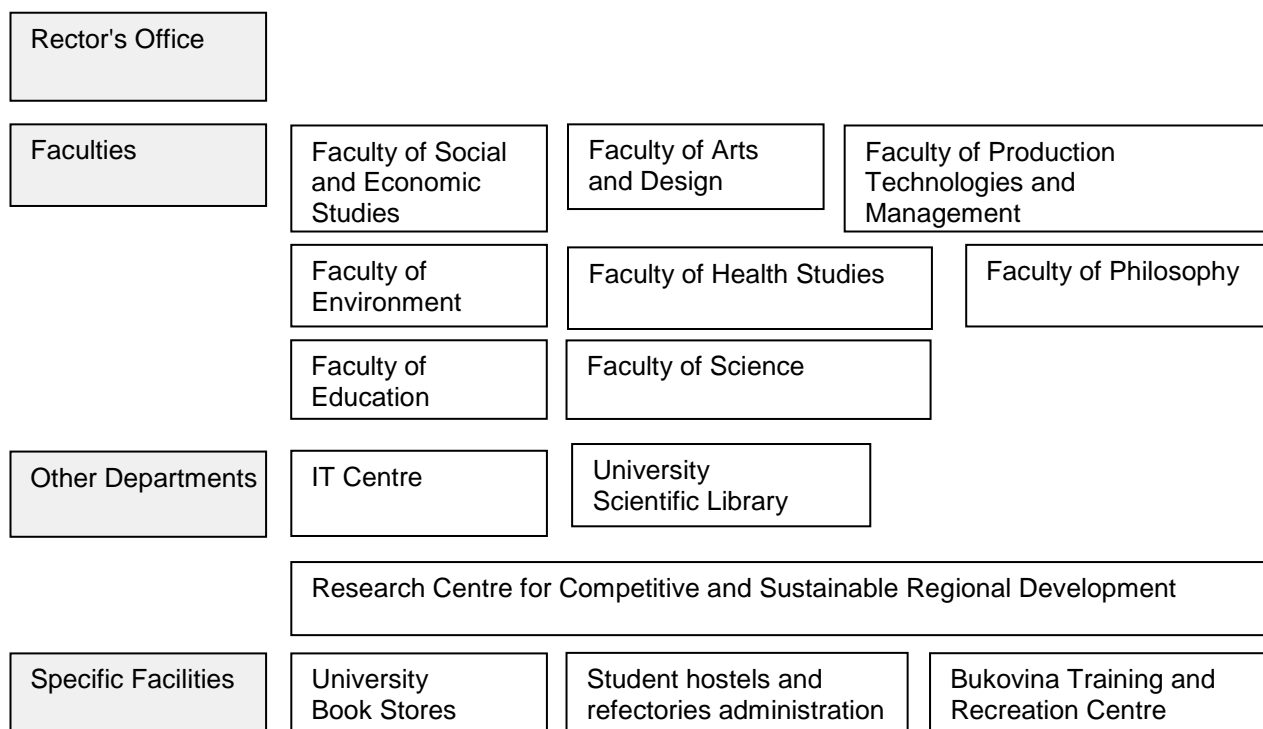 Rector's Office
Faculties
Faculty of Social
and Economic
Studies
Faculty of Arts
and Design
Faculty of Production
Technologies and
Management
Faculty of
Environment
Faculty of Health Studies
Faculty of Philosophy
Faculty of
Education
Faculty of Science
Other Departments
IT Centre
University
Scientific Library
Research Centre for Competitive and Sustainable Regional Development
Specific Facilities
University
Book Stores
Student hostels and
refectories administration
Bukovina Training and
Recreation Centre